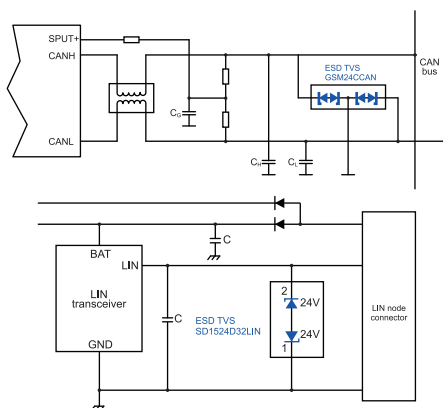 SPUT+
CANH
CANL
CG
CH
CL
ESD TVS
GSM24CCAN
CAN
bus
BAT
LIN
LIN
transceiver
GND
C
C
ESD TVS
SD1524D32LIN
2
24V
24V
1
LIN node
connector